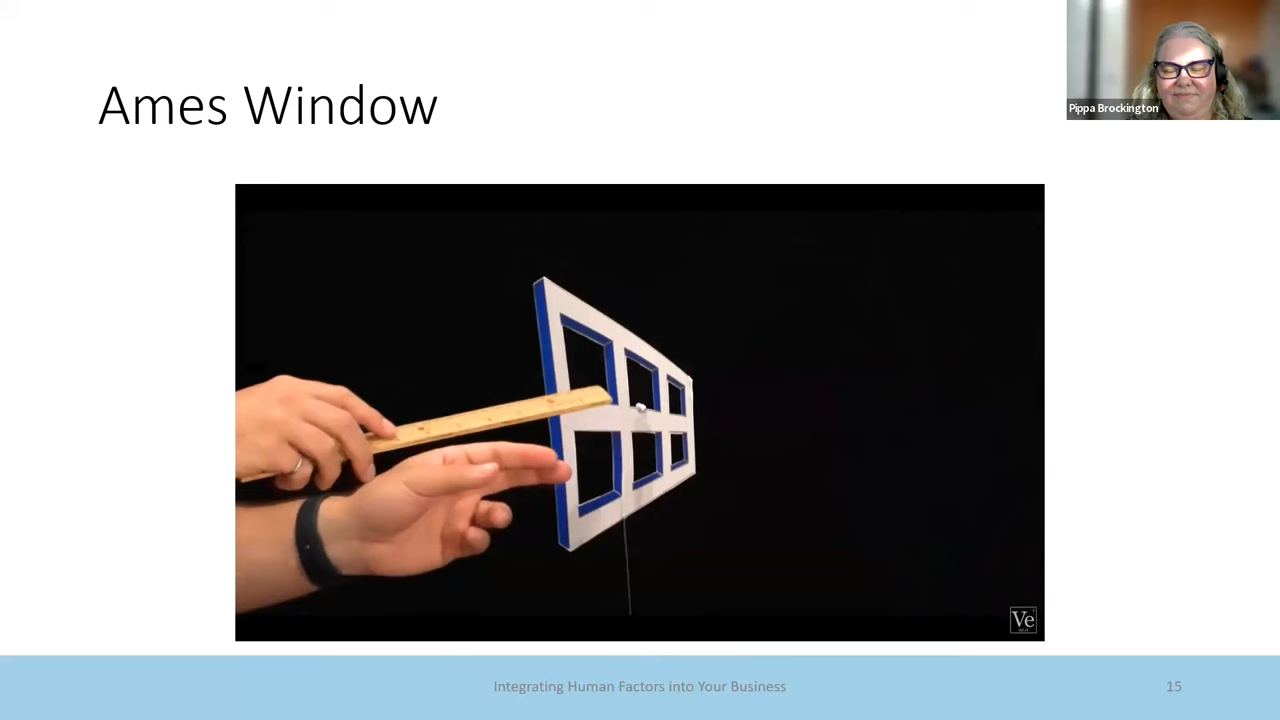 Ames Window
Pippa Brockington
Ve
Integrating Human Factors into Your Business
15